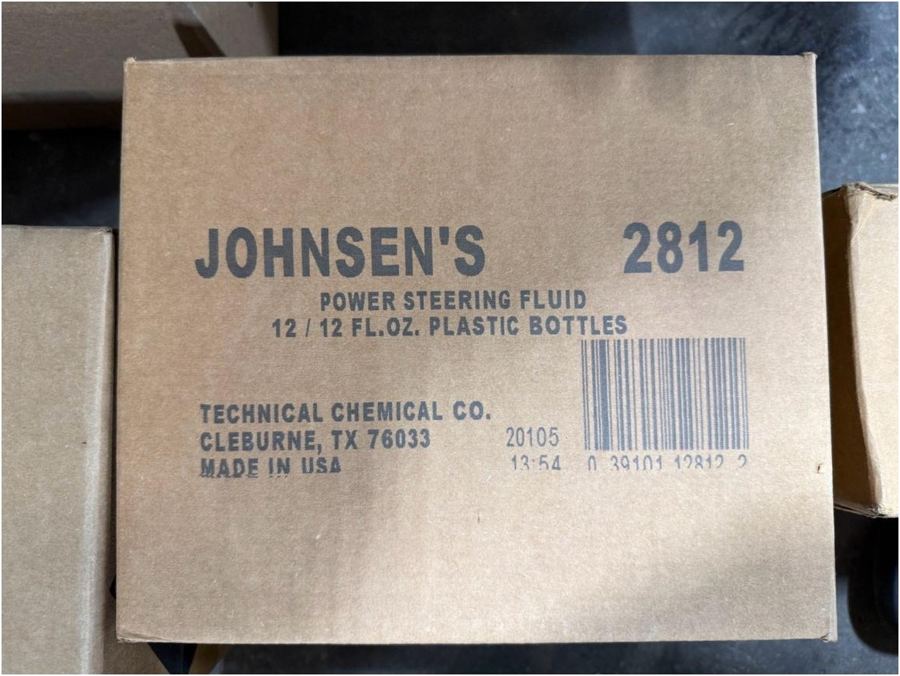 JOHNSEN'S 2812
POWER STEERING FLUID
12 / 12 FL.OZ. PLASTIC BOTTLES
TECHNICAL CHEMICAL CO.
CLEBURNE, TX 76033 20105
MADE IN USA 13:54 0 39101 12812 2